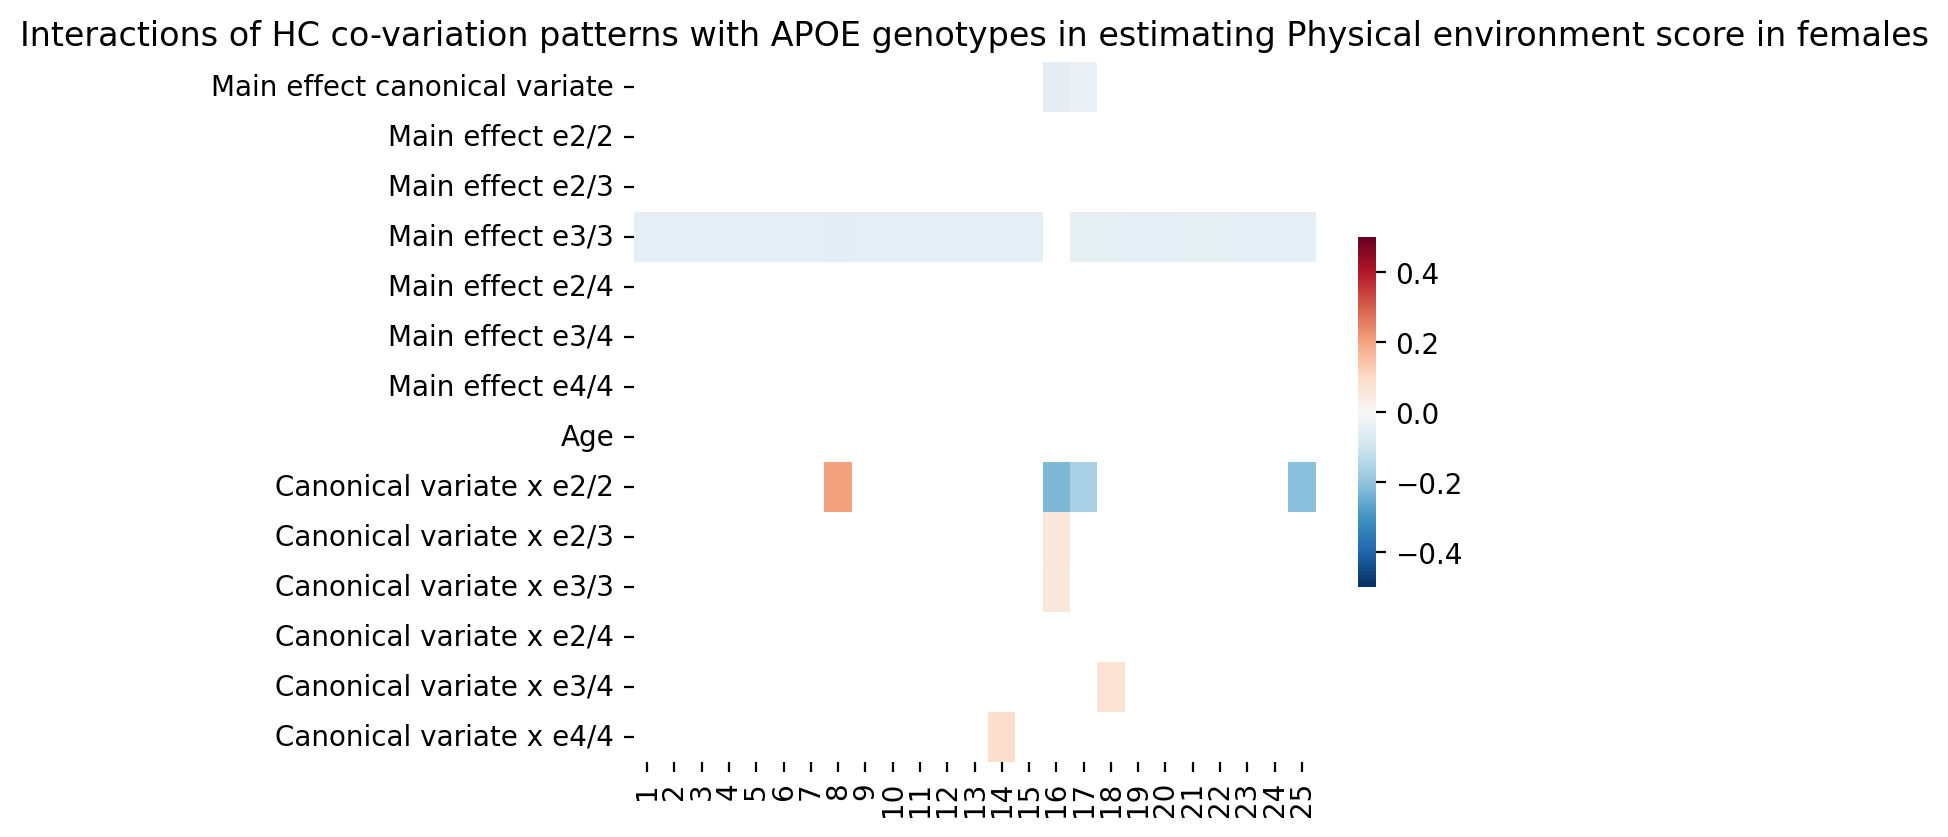 Interactions of HC co-variation patterns with APOE genotypes in estimating Physical environment score in females
Main effect canonical variate
Main effect e2/2
Main effect e2/3
Main effect e3/3
Main effect e2/4
Main effect e3/4
Main effect e4/4
Age
Canonical variate x e2/2
Canonical variate x e2/3
Canonical variate x e3/3
Canonical variate x e2/4
Canonical variate x e3/4
Canonical variate x e4/4
1 2 3 4 5 6 7 8 9 10 11 12 13 14 15 16 17 18 19 20 21 22 23 24 25
0.4
0.2
0.0
−0.2
−0.4